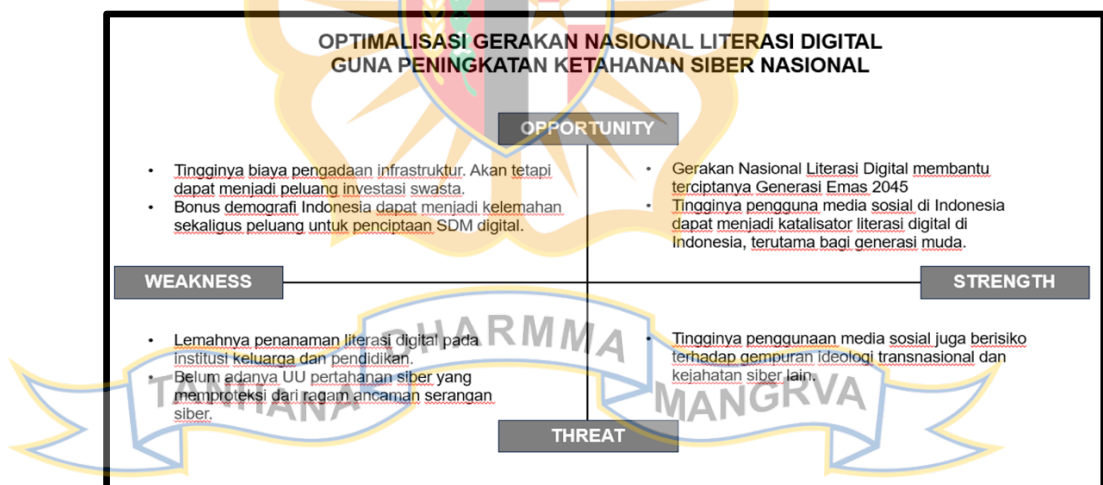 OPTIMALISASI GERAKAN NASIONAL LITERASI DIGITAL
GUNA PENINGKATAN KETAHANAN SIBER NASIONAL
OPPORTUNITY
• Tingginya biaya pengadaan infrastruktur. Akan tetapi
dapat menjadi peluang investasi swasta.
• Bonus demografi Indonesia dapat menjadi kelemahan
sekaligus peluang untuk penciptaan SDM digital.
• Gerakan Nasional Literasi Digital membantu
terciptanya Generasi Emas 2045
• Tingginya pengguna media sosial di Indonesia
dapat menjadi katalisator literasi digital di
Indonesia, terutama bagi generasi muda.
WEAKNESS
STRENGTH
• Lemahnya penanaman literasi digital pada
institusi keluarga dan pendidikan.
• Belum adanya UU pertahanan siber yang
memproteksi dari ragam ancaman serangan
siber.
• Tingginya penggunaan media sosial juga berisiko
terhadap gempuran ideologi transnasional dan
kejahatan siber lain.
THREAT
TANHANA DHARMMA MANGRVA